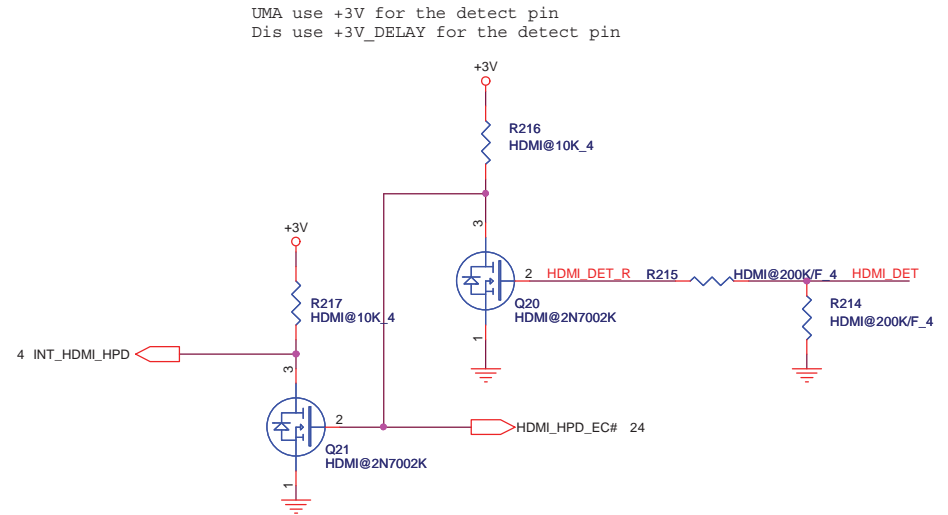 UMA use +3V for the detect pin
Dis use +3V_DELAY for the detect pin
+3V
R216
HDMI@10K_4
3
+3V
2
HDMI_DET_R
R215
HDMI@200K/F_4
HDMI_DET
R217
HDMI@10K_4
Q20
HDMI@2N7002K
R214
HDMI@200K/F_4
1
4 INT_HDMI_HPD
3
2
HDMI_HPD_EC# 24
Q21
HDMI@2N7002K
1